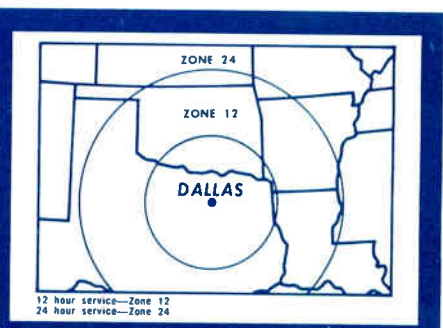 ZONE 24
ZONE 12
DALLAS
12 hour service—Zone 12
24 hour service—Zone 24